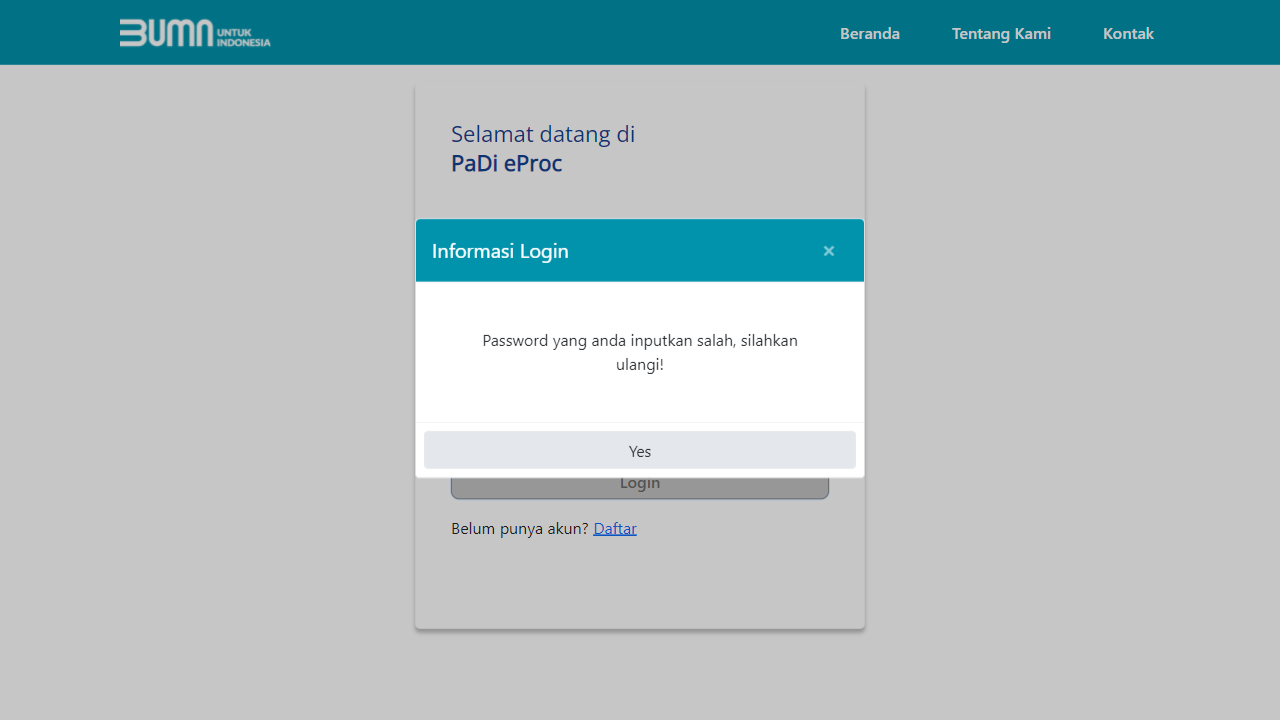 BUMN UNTUK
INDONESIA
Beranda
Tentang Kami
Kontak
Selamat datang di
PaDi eProc
Informasi Login
×
Password yang anda inputkan salah, silahkan
ulangi!
Yes
Login
Belum punya akun? Daftar